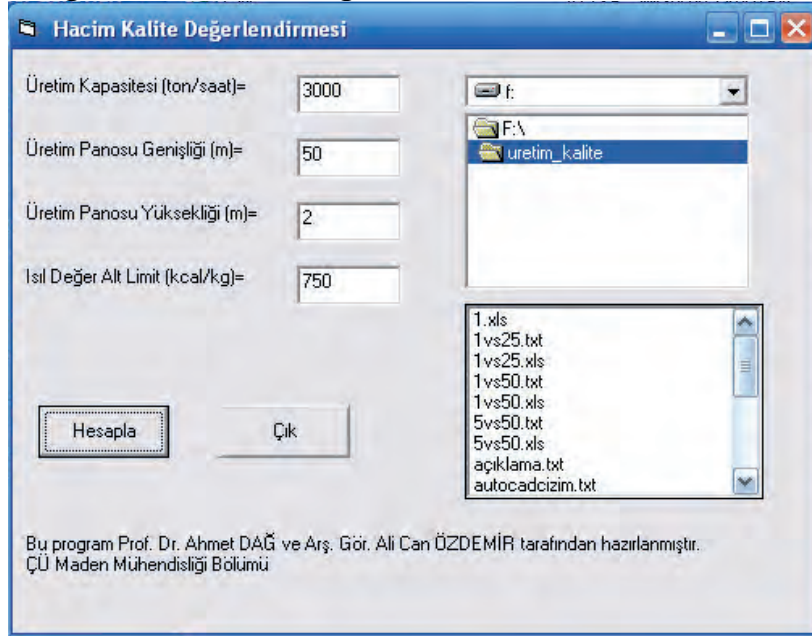 Hacim Kalite Değerlendirmesi
Üretim Kapasitesi (ton/saat)= 3000
Üretim Panosu Genişliği (m)= 50
Üretim Panosu Yüksekliği (m)= 2
Isıl Değer Alt Limit (kcal/kg)= 750
Hesapla
Çık
f:
F:\
uretim_kalite
1.xls
1vs25.txt
1vs25.xls
1vs50.txt
1vs50.xls
5vs50.txt
5vs50.xls
açıklama.txt
autocadcizim.txt
Bu program Prof. Dr. Ahmet DAĞ ve Arş. Gör. Ali Can ÖZDEMİR tarafından hazırlanmıştır.
ÇÜ Maden Mühendisliği Bölümü